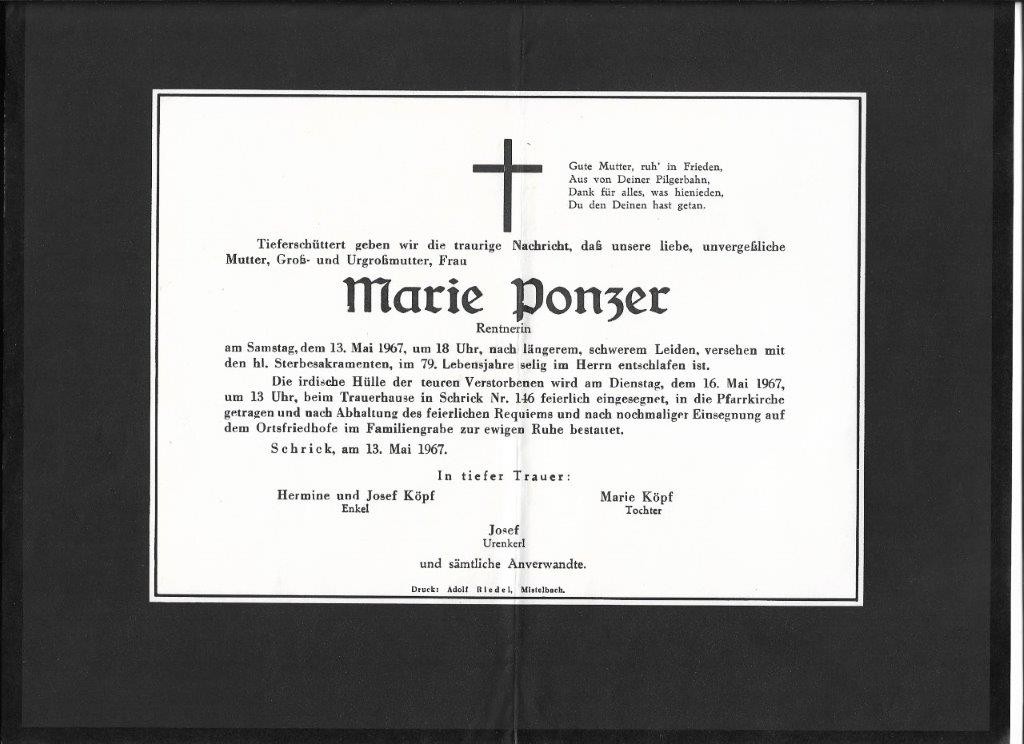 Gute Mutter, ruh' in Frieden,
Aus von Deiner Pilgerbahn,
Dank für alles, was hienieden,
Du den Deinen hast getan.
Tieferschüttert geben wir die traurige Nachricht, daß unsere liebe, unvergeßliche
Mutter, Groß- und Urgroßmutter, Frau
Marie Ponzer
Rentnerin
am Samstag, dem 13. Mai 1967, um 18 Uhr, nach längerem, schwerem Leiden, versehen mit
den hl. Sterbesakramenten, im 79. Lebensjahre selig im Herrn entschlafen ist.
Die irdische Hülle der teuren Verstorbenen wird am Dienstag, dem 16. Mai 1967,
um 13 Uhr, beim Trauerhause in Schrick Nr. 146 feierlich eingesegnet, in die Pfarrkirche
getragen und nach Abhaltung des feierlichen Requiems und nach nochmaliger Einsegnung auf
dem Ortsfriedhofe im Familiengrabe zur ewigen Ruhe bestattet.
Schrick, am 13. Mai 1967.
In tiefer Trauer:
Hermine und Josef Köpf
Enkel
Marie Köpf
Tochter
Josef
Urenkerl
und sämtliche Anverwandte.
Druck: Adolf Riedel, Mistelbach.